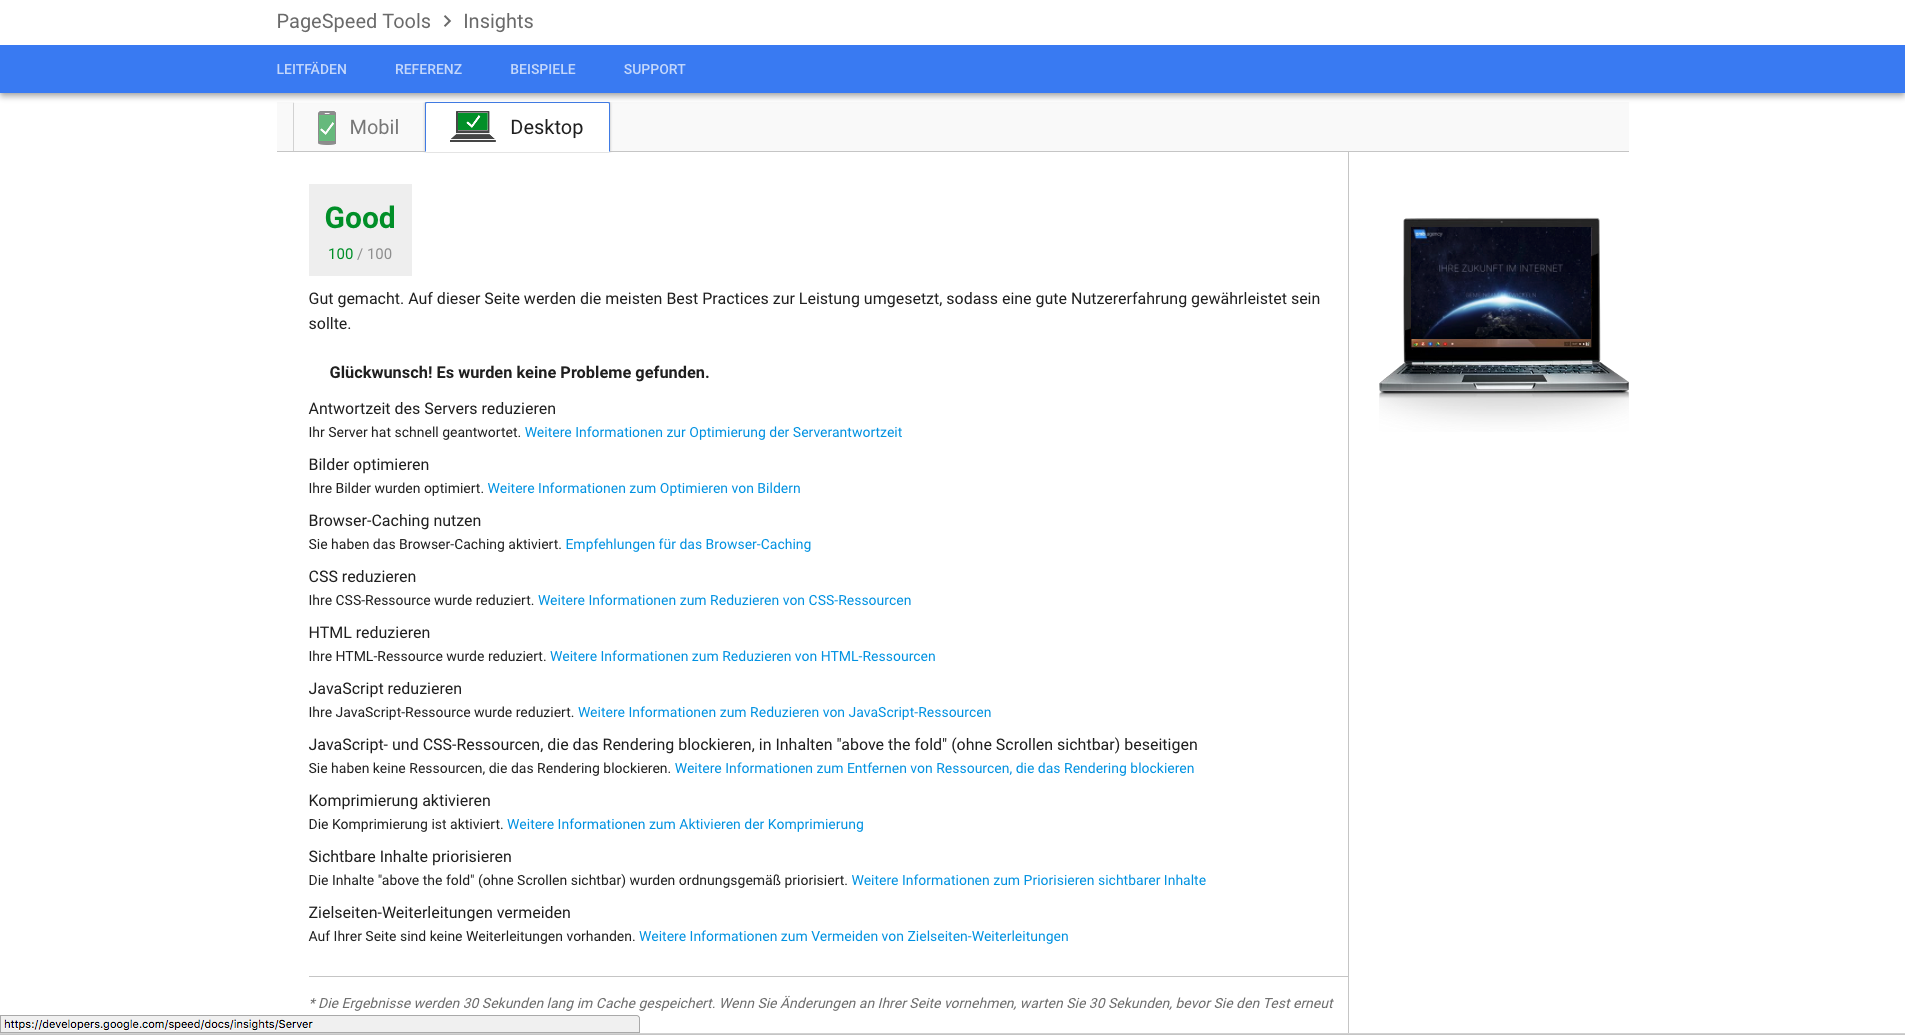 PageSpeed Tools > Insights
LEITFÄDEN REFERENZ BEISPIELE SUPPORT
Mobil Desktop
Good
100 / 100
Gut gemacht. Auf dieser Seite werden die meisten Best Practices zur Leistung umgesetzt, sodass eine gute Nutzererfahrung gewährleistet sein
sollte.
IHRE ZUKUNFT IM INTERNET
Glückwunsch! Es wurden keine Probleme gefunden.
Antwortzeit des Servers reduzieren
Ihr Server hat schnell geantwortet. Weitere Informationen zur Optimierung der Serverantwortzeit
Bilder optimieren
Ihre Bilder wurden optimiert. Weitere Informationen zum Optimieren von Bildern
Browser-Caching nutzen
Sie haben das Browser-Caching aktiviert. Empfehlungen für das Browser-Caching
CSS reduzieren
Ihre CSS-Ressource wurde reduziert. Weitere Informationen zum Reduzieren von CSS-Ressourcen
HTML reduzieren
Ihre HTML-Ressource wurde reduziert. Weitere Informationen zum Reduzieren von HTML-Ressourcen
JavaScript reduzieren
Ihre JavaScript-Ressource wurde reduziert. Weitere Informationen zum Reduzieren von JavaScript-Ressourcen
JavaScript- und CSS-Ressourcen, die das Rendering blockieren, in Inhalten "above the fold" (ohne Scrollen sichtbar) beseitigen
Sie haben keine Ressourcen, die das Rendering blockieren. Weitere Informationen zum Entfernen von Ressourcen, die das Rendering blockieren
Komprimierung aktivieren
Die Komprimierung ist aktiviert. Weitere Informationen zum Aktivieren der Komprimierung
Sichtbare Inhalte priorisieren
Die Inhalte "above the fold" (ohne Scrollen sichtbar) wurden ordnungsgemäß priorisiert. Weitere Informationen zum Priorisieren sichtbarer Inhalte
Zielseiten-Weiterleitungen vermeiden
Auf Ihrer Seite sind keine Weiterleitungen vorhanden. Weitere Informationen zum Vermeiden von Zielseiten-Weiterleitungen
* Die Ergebnisse werden 30 Sekunden lang im Cache gespeichert. Wenn Sie Änderungen an Ihrer Seite vornehmen, warten Sie 30 Sekunden, bevor Sie den Test erneut
https://developers.google.com/speed/docs/insights/Server